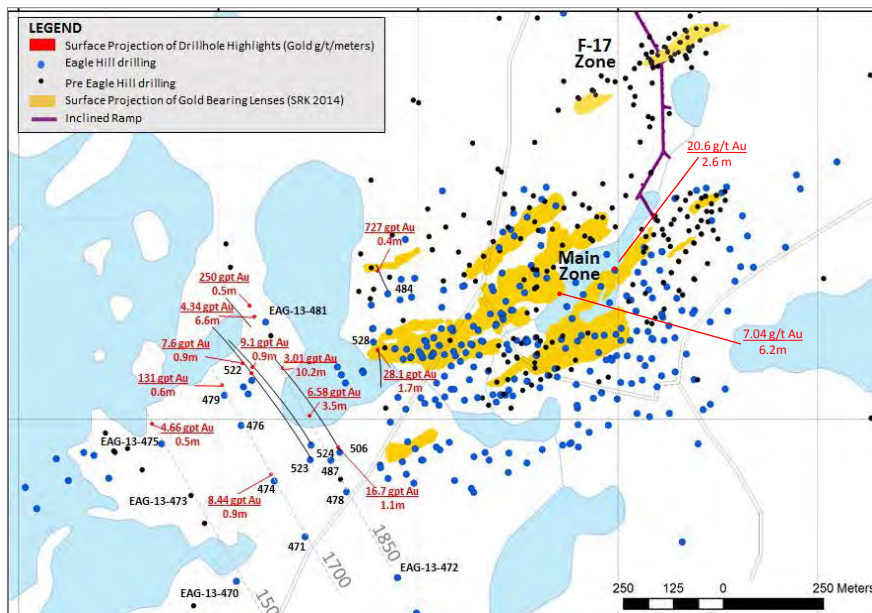 LEGEND
Surface Projection of Drillhole Highlights (Gold g/t/meters)
Eagle Hill drilling
Pre Eagle Hill drilling
Surface Projection of Gold Bearing Lenses (SRK 2014)
Inclined Ramp
F-17
Zone
20.6 g/t Au
2.6 m
727 gpt Au
0.4m
Main
Zone
484
250 gpt Au
0.5m
4.34 gpt Au
6.6m
EAG-13-481
7.6 gpt Au
0.9m
9.1 gpt Au
0.9m
3.01 gpt Au
10.2m
528
7.04 g/t Au
6.2m
522
131 gpt Au
0.6m
28.1 gpt Au
1.7m
479
6.58 gpt Au
3.5m
4.66 gpt Au
0.5m
476
EAG-13-475
506
524
523
487
474
478
8.44 gpt Au
0.9m
16.7 gpt Au
1.1m
EAG-13-473
471
1850
1700
EAG-13-472
EAG-13-470
250 125 0 250 Meters